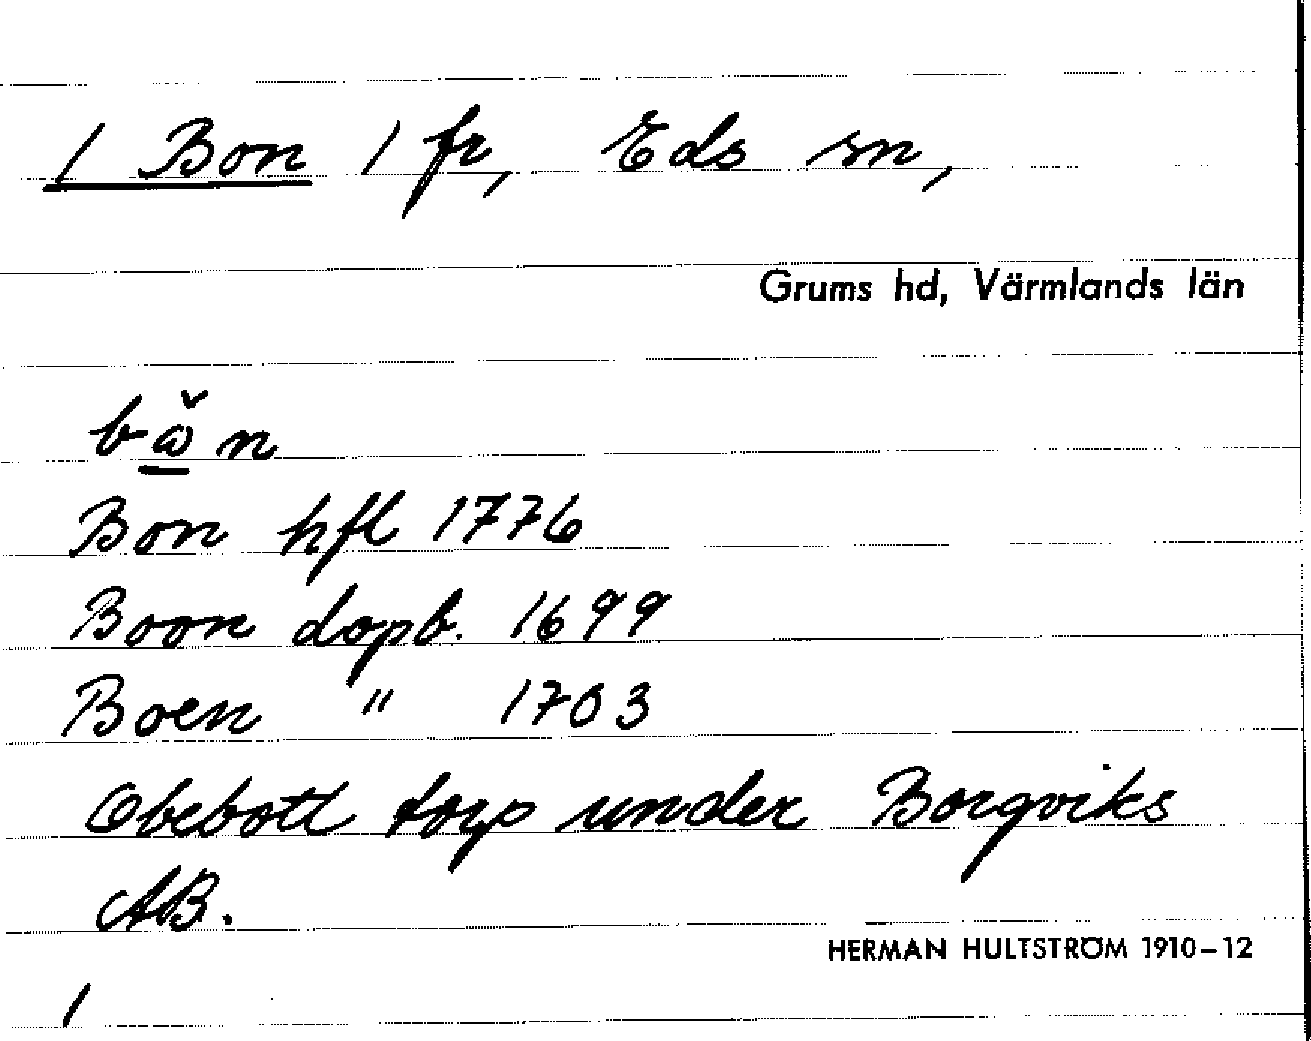 1 Bon 1 fr, Eds sn,
Grums hd, Värmlands län
bω̌n
Bon hfl 1776
Boon dopb. 1699
Boen " 1703
Obebott torp under Borgviks
AB.
HERMAN HULTSTRÖM 1910–12
1